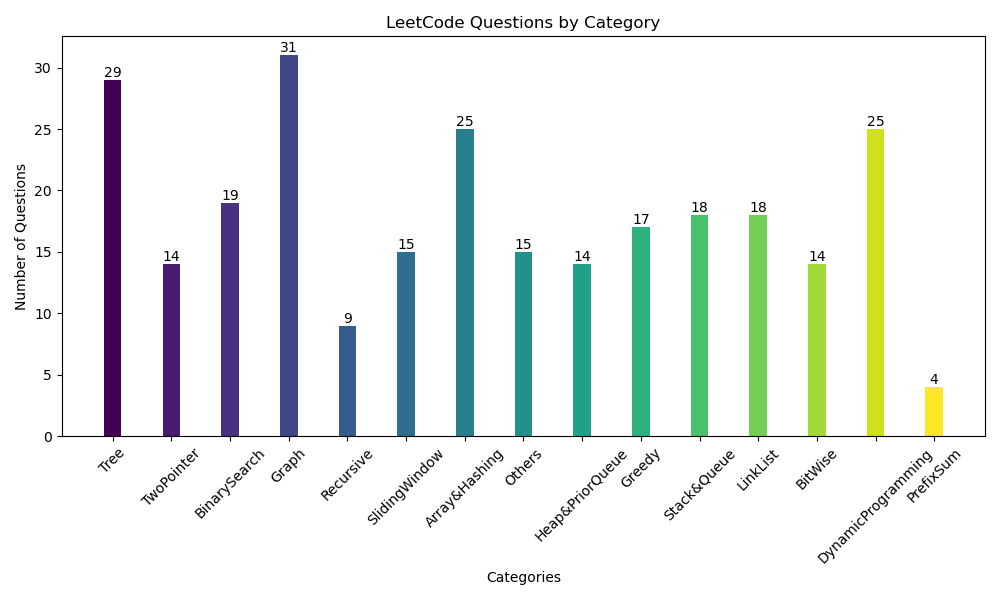 LeetCode Questions by Category
Number of Questions
30
25
20
15
10
5
0
29
14
19
31
9
15
25
15
14
17
18
18
14
25
4
Tree
TwoPointer
BinarySearch
Graph
Recursive
SlidingWindow
Array&Hashing
Others
Heap&PriorQueue
Greedy
Stack&Queue
LinkList
BitWise
DynamicProgramming
PrefixSum
Categories